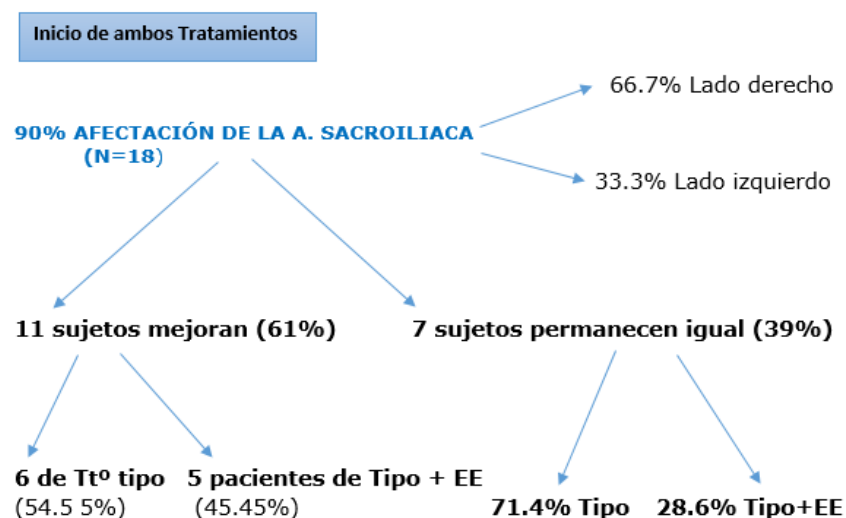 Inicio de ambos Tratamientos
66.7% Lado derecho
90% AFECTACIÓN DE LA A. SACROILIACA
(N=18)
33.3% Lado izquierdo
11 sujetos mejoran (61%)
7 sujetos permanecen igual (39%)
6 de Ttº tipo
5 pacientes de Tipo + EE
(54.5 5%)
(45.45%)
71.4% Tipo
28.6% Tipo+EE